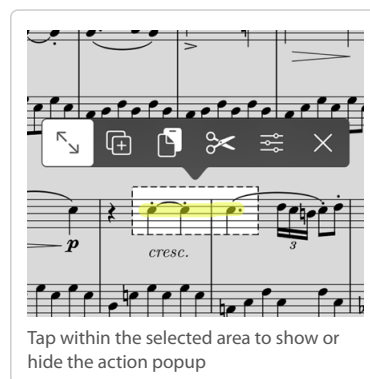 p
cresc.
3
Tap within the selected area to show or
hide the action popup